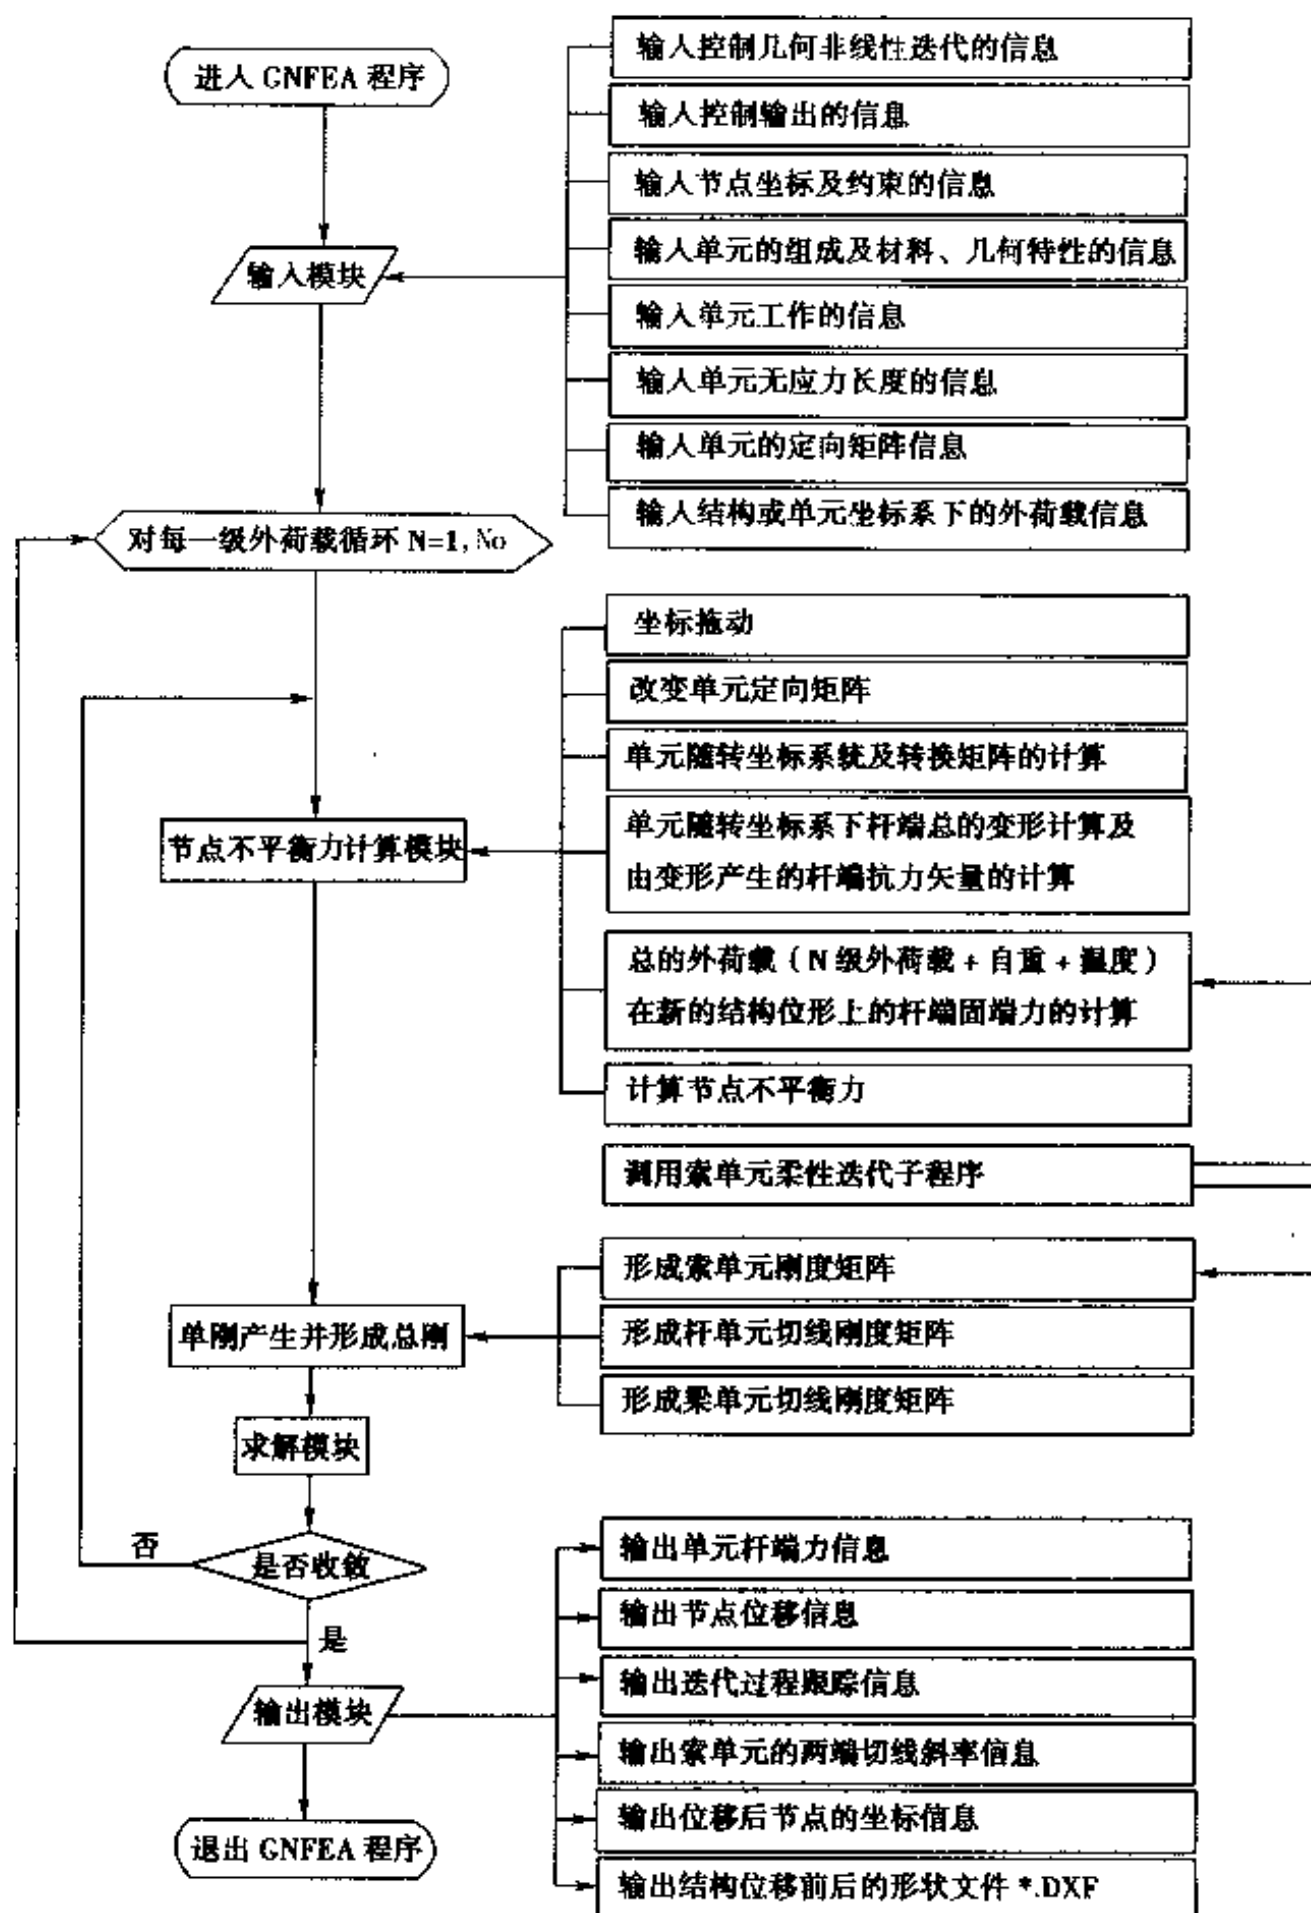 进入 GNFEA 程序
输入控制几何非线性迭代的信息
输入控制输出的信息
输入节点坐标及约束的信息
输入单元的组成及材料、几何特性的信息
输入模块
输入单元工作的信息
输入单元无应力长度的信息
输入单元的定向矩阵信息
输入结构或单元坐标系下的外荷载信息
对每一级外荷载循环 N=1, No
坐标拖动
改变单元定向矩阵
单元随转坐标系统及转换矩阵的计算
节点不平衡力计算模块
单元随转坐标系下杆端总的变形计算及
由变形产生的杆端抗力矢量的计算
总的外荷载（N 级外荷载 + 自重 + 温度）
在新的结构位形上的杆端固端力的计算
计算节点不平衡力
调用索单元柔性迭代子程序
形成索单元刚度矩阵
单刚产生并形成总刚
形成杆单元切线刚度矩阵
形成梁单元切线刚度矩阵
求解模块
否
是否收敛
是
输出单元杆端力信息
输出节点位移信息
输出迭代过程跟踪信息
输出模块
输出索单元的两端切线斜率信息
输出位移后节点的坐标信息
退出 GNFEA 程序
输出结构位移前后的形状文件 *.DXF